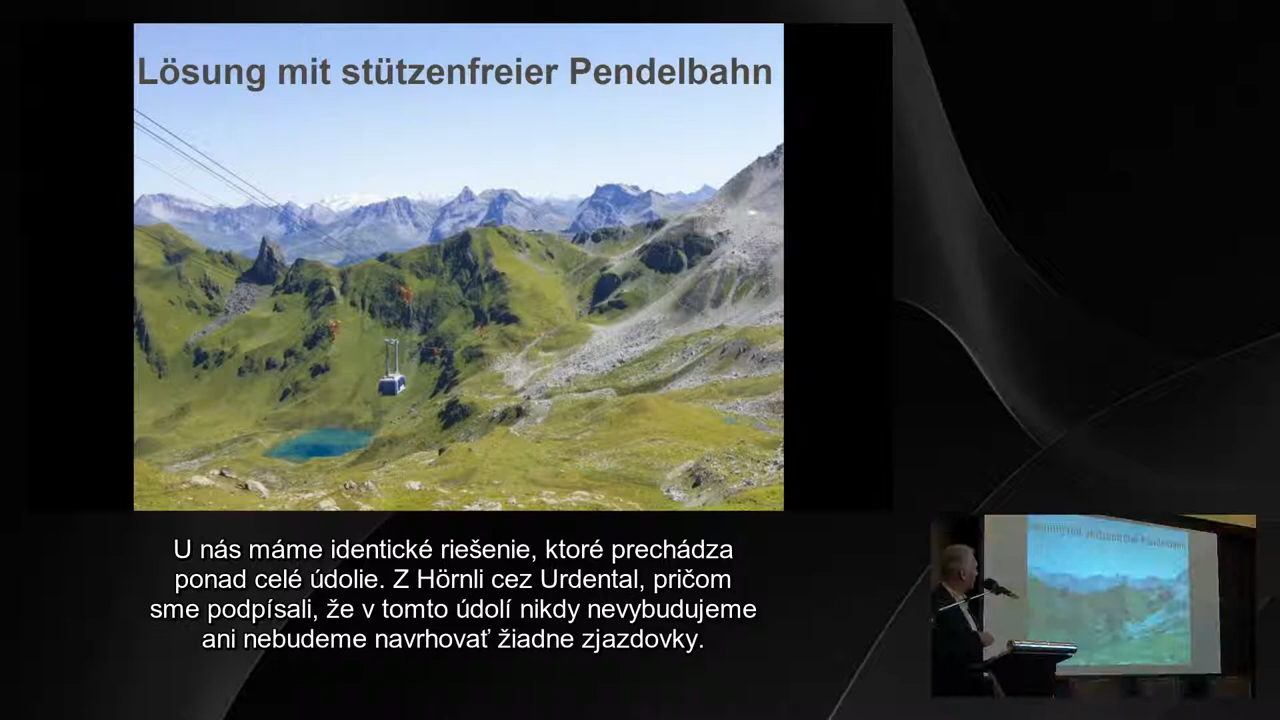 Lösung mit stützenfreier Pendelbahn
U nás máme identické riešenie, ktoré prechádza
ponad celé údolie. Z Hörnli cez Urdental, pričom
sme podpísali, že v tomto údolí nikdy nevybudujeme
ani nebudeme navrhovať žiadne zjazdovky.